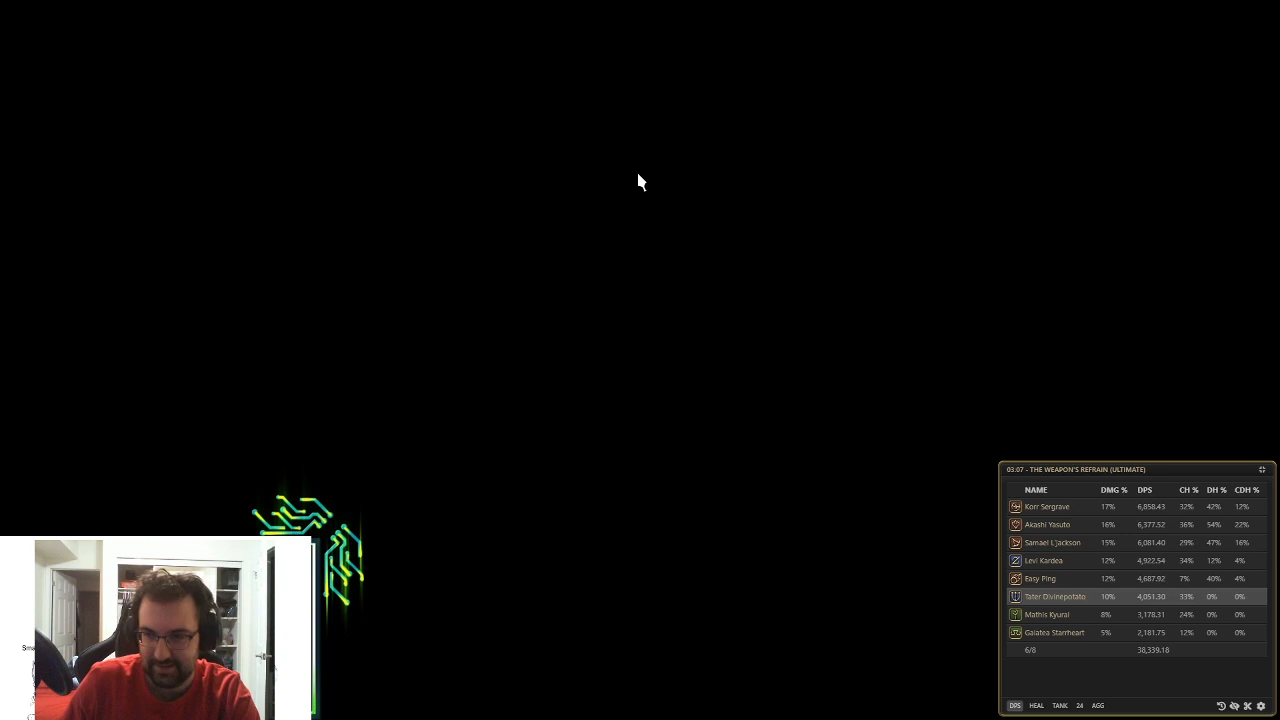 03:07 - THE WEAPON'S REFRAIN (ULTIMATE)
NAME DMG % DPS CH % DH % CDH %
Korr Sergrave 17% 6,858.43 32% 42% 12%
Akashi Yasuto 16% 6,377.52 36% 54% 22%
Samael L'Jackson 15% 6,081.40 29% 47% 16%
Levi Kardea 12% 4,922.54 34% 12% 4%
Easy Ping 12% 4,687.92 7% 40% 4%
Tater Divinepotato 10% 4,051.30 33% 0% 0%
Mathis Kyural 8% 3,178.31 24% 0% 0%
Galatea Starrheart 5% 2,181.75 12% 0% 0%
6/8 38,339.18
DPS HEAL TANK 24 AGG
Sma